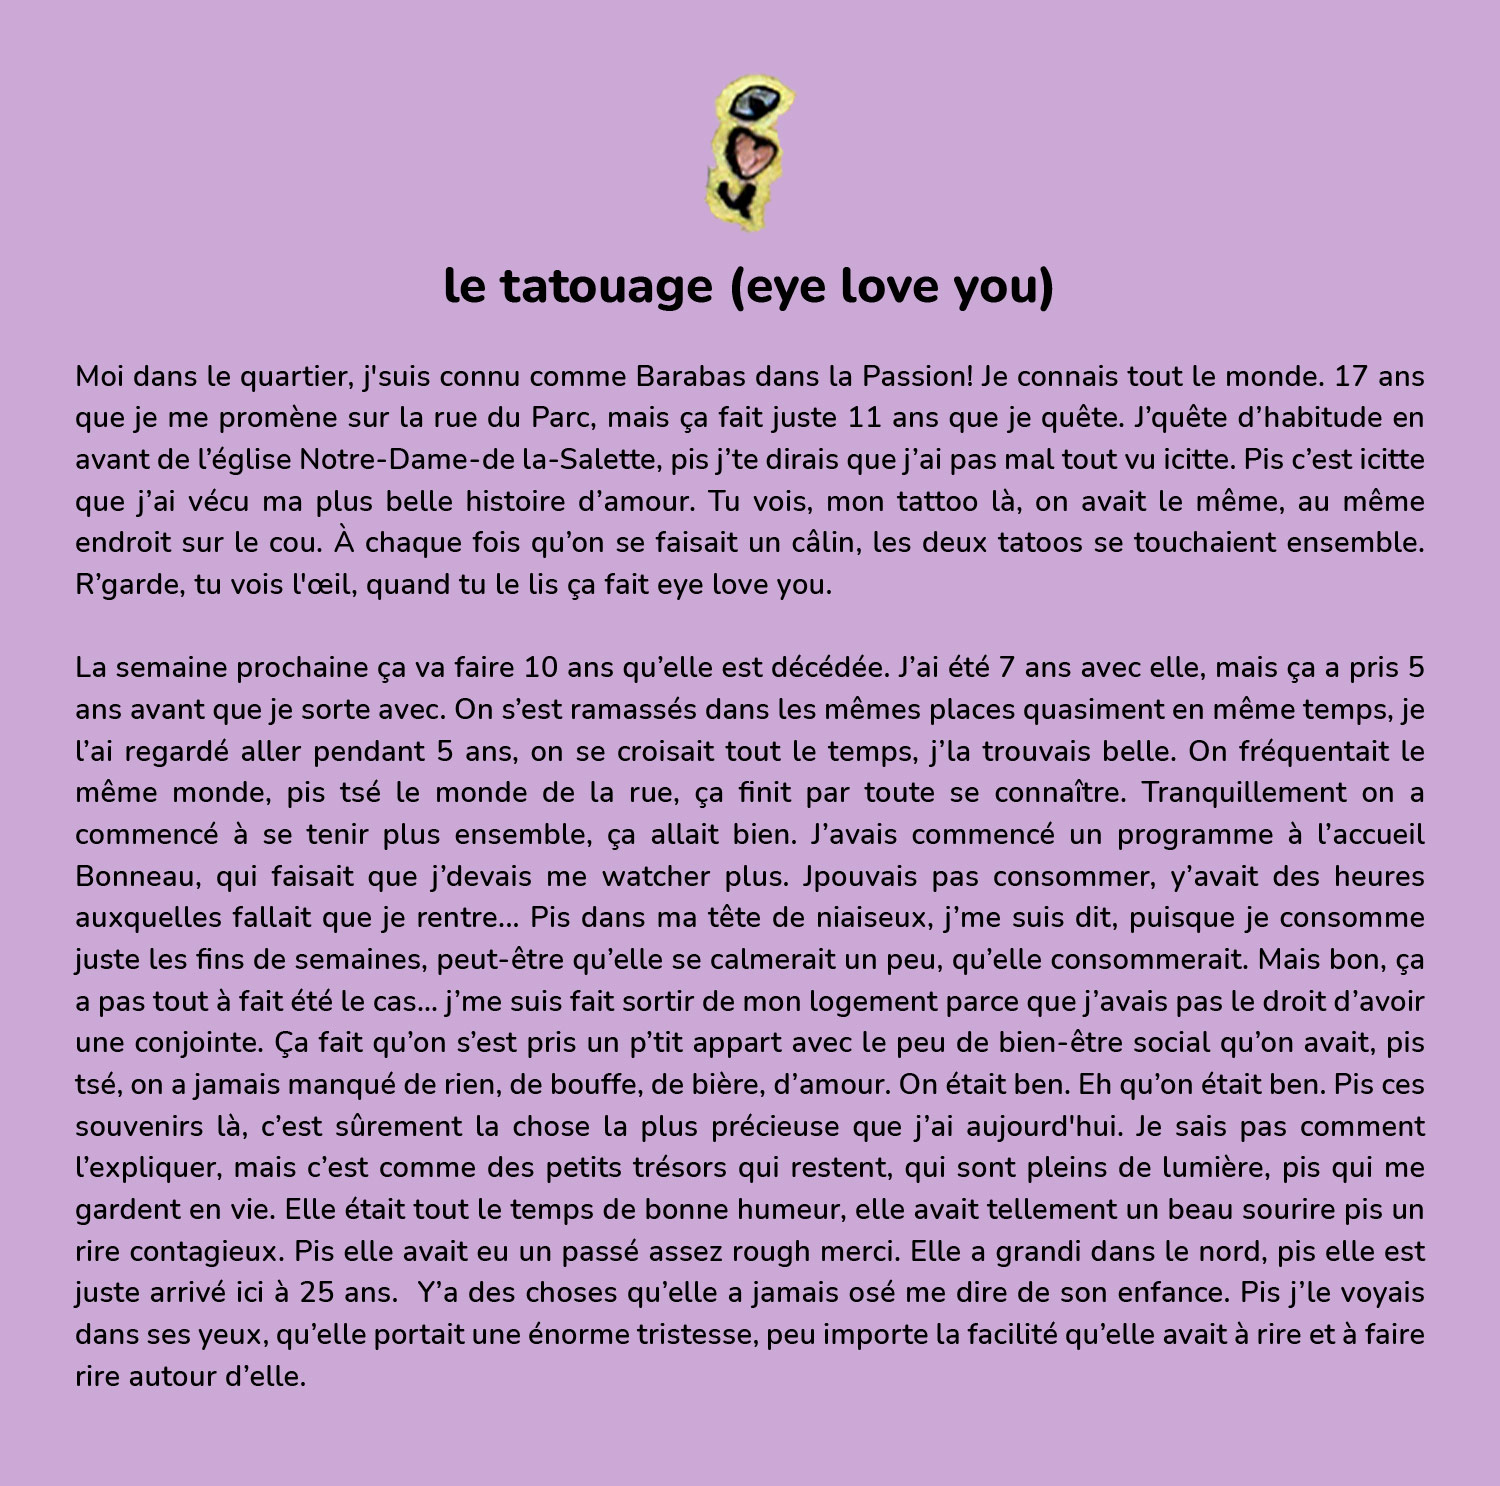 y
le tatouage (eye love you)
Moi dans le quartier, j'suis connu comme Barabas dans la Passion! Je connais tout le monde. 17 ans
que je me promène sur la rue du Parc, mais ça fait juste 11 ans que je quête. J’quête d’habitude en
avant de l’église Notre-Dame-de la-Salette, pis j’te dirais que j’ai pas mal tout vu icitte. Pis c’est icitte
que j’ai vécu ma plus belle histoire d’amour. Tu vois, mon tattoo là, on avait le même, au même
endroit sur le cou. À chaque fois qu’on se faisait un câlin, les deux tatoos se touchaient ensemble.
R’garde, tu vois l'œil, quand tu le lis ça fait eye love you.
La semaine prochaine ça va faire 10 ans qu’elle est décédée. J’ai été 7 ans avec elle, mais ça a pris 5
ans avant que je sorte avec. On s’est ramassés dans les mêmes places quasiment en même temps, je
l’ai regardé aller pendant 5 ans, on se croisait tout le temps, j’la trouvais belle. On fréquentait le
même monde, pis tsé le monde de la rue, ça finit par toute se connaître. Tranquillement on a
commencé à se tenir plus ensemble, ça allait bien. J’avais commencé un programme à l’accueil
Bonneau, qui faisait que j’devais me watcher plus. Jpouvais pas consommer, y’avait des heures
auxquelles fallait que je rentre... Pis dans ma tête de niaiseux, j’me suis dit, puisque je consomme
juste les fins de semaines, peut-être qu’elle se calmerait un peu, qu’elle consommerait. Mais bon, ça
a pas tout à fait été le cas... j’me suis fait sortir de mon logement parce que j’avais pas le droit d’avoir
une conjointe. Ça fait qu’on s’est pris un p’tit appart avec le peu de bien-être social qu’on avait, pis
tsé, on a jamais manqué de rien, de bouffe, de bière, d’amour. On était ben. Eh qu’on était ben. Pis ces
souvenirs là, c’est sûrement la chose la plus précieuse que j’ai aujourd'hui. Je sais pas comment
l’expliquer, mais c’est comme des petits trésors qui restent, qui sont pleins de lumière, pis qui me
gardent en vie. Elle était tout le temps de bonne humeur, elle avait tellement un beau sourire pis un
rire contagieux. Pis elle avait eu un passé assez rough merci. Elle a grandi dans le nord, pis elle est
juste arrivé ici à 25 ans.  Y’a des choses qu’elle a jamais osé me dire de son enfance. Pis j’le voyais
dans ses yeux, qu’elle portait une énorme tristesse, peu importe la facilité qu’elle avait à rire et à faire
rire autour d’elle.